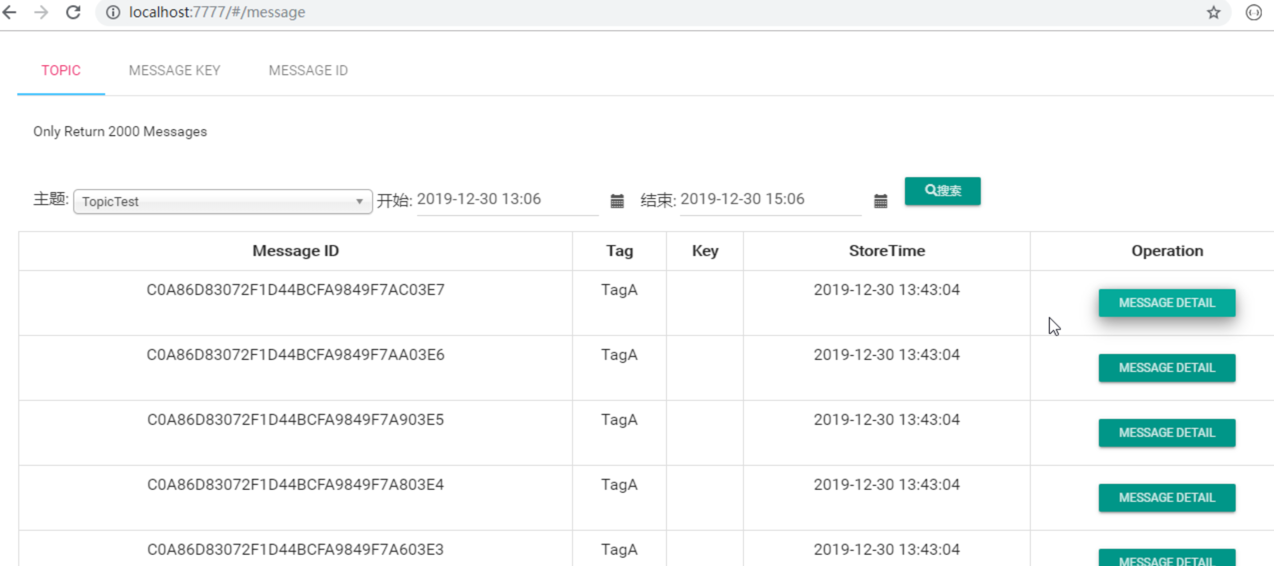 localhost:7777/#/message
TOPIC MESSAGE KEY MESSAGE ID
Only Return 2000 Messages
主题: TopicTest 开始: 2019-12-30 13:06 结束: 2019-12-30 15:06 搜索
Message ID Tag Key StoreTime Operation
C0A86D83072F1D44BCFA9849F7AC03E7 TagA 2019-12-30 13:43:04 MESSAGE DETAIL
C0A86D83072F1D44BCFA9849F7AA03E6 TagA 2019-12-30 13:43:04 MESSAGE DETAIL
C0A86D83072F1D44BCFA9849F7A903E5 TagA 2019-12-30 13:43:04 MESSAGE DETAIL
C0A86D83072F1D44BCFA9849F7A803E4 TagA 2019-12-30 13:43:04 MESSAGE DETAIL
C0A86D83072F1D44BCFA9849F7A603E3 TagA 2019-12-30 13:43:04 MESSAGE DETAIL